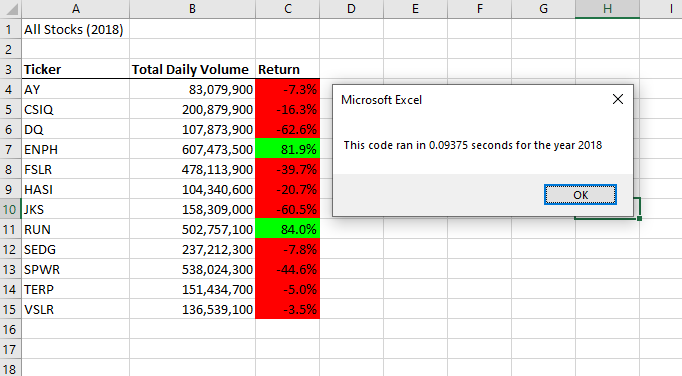 A B C D E F G H I
1 All Stocks (2018)
2
3 Ticker Total Daily Volume Return
4 AY 83,079,900 -7.3%
5 CSIQ 200,879,900 -16.3%
6 DQ 107,873,900 -62.6%
7 ENPH 607,473,500 81.9%
8 FSLR 478,113,900 -39.7%
9 HASI 104,340,600 -20.7%
10 JKS 158,309,000 -60.5%
11 RUN 502,757,100 84.0%
12 SEDG 237,212,300 -7.8%
13 SPWR 538,024,300 -44.6%
14 TERP 151,434,700 -5.0%
15 VSLR 136,539,100 -3.5%
16
17
18
Microsoft Excel
This code ran in 0.09375 seconds for the year 2018
OK